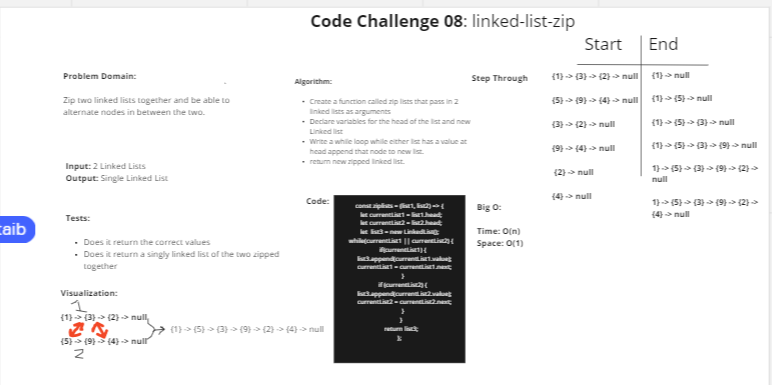 Code Challenge 08: linked-list-zip
Start
End
Problem Domain:
Zip two linked lists together and be able to
alternate nodes in between the two.
Input: 2 Linked Lists
Output: Single Linked List
Tests:
• Does it return the correct values
• Does it return a singly linked list of the two zipped
together
Visualization:
1
{1} -> {3} -> {2} -> null
{5} -> {9} -> {4} -> null
2
{1} -> {5} -> {3} -> {9} -> {2} -> {4} -> null
taib
Algorithm:
• Create a function called zip lists that pass in 2
linked lists as arguments
• Declare variables for the head of the list and new
Linked list
• Write a while loop while either list has a value at
head append that node to new list.
• return new zipped linked list.
Code:
const ziplists = (list1, list2) => {
let currentList1 = list1.head;
let currentList2 = list2.head;
let list3 = new LinkedList();
while(currentList1 || currentList2) {
if(currentList1) {
list3.append(currentList1.value);
currentList1 = currentList1.next;
}
if (currentList2) {
list3.append(currentList2.value);
currentList2 = currentList2.next;
}
}
return list3;
};
Step Through
{1} -> {3} -> {2} -> null
{1} -> null
{5} -> {9} -> {4} -> null
{1} -> {5} -> null
{3} -> {2} -> null
{1} -> {5} -> {3} -> null
{9} -> {4} -> null
{1} -> {5} -> {3} -> {9} -> null
{2} -> null
1} -> {5} -> {3} -> {9} -> {2} ->
null
{4} -> null
1} -> {5} -> {3} -> {9} -> {2} ->
{4} -> null
Big O:
Time: O(n)
Space: O(1)